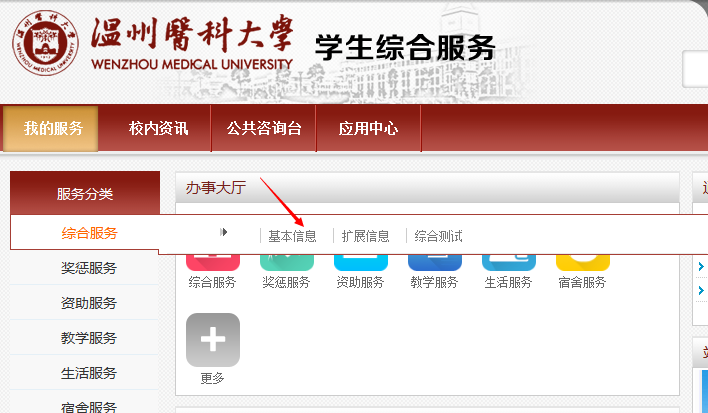 温州醫科大學
WENZHOU MEDICAL UNIVERSITY
学生综合服务
我的服务 校内资讯 公共咨询台 应用中心
服务分类
办事大厅
综合服务
基本信息 扩展信息 综合测试
奖惩服务
资助服务
教学服务
生活服务
宿舍服务
综合服务 奖惩服务 资助服务 教学服务 生活服务 宿舍服务
更多